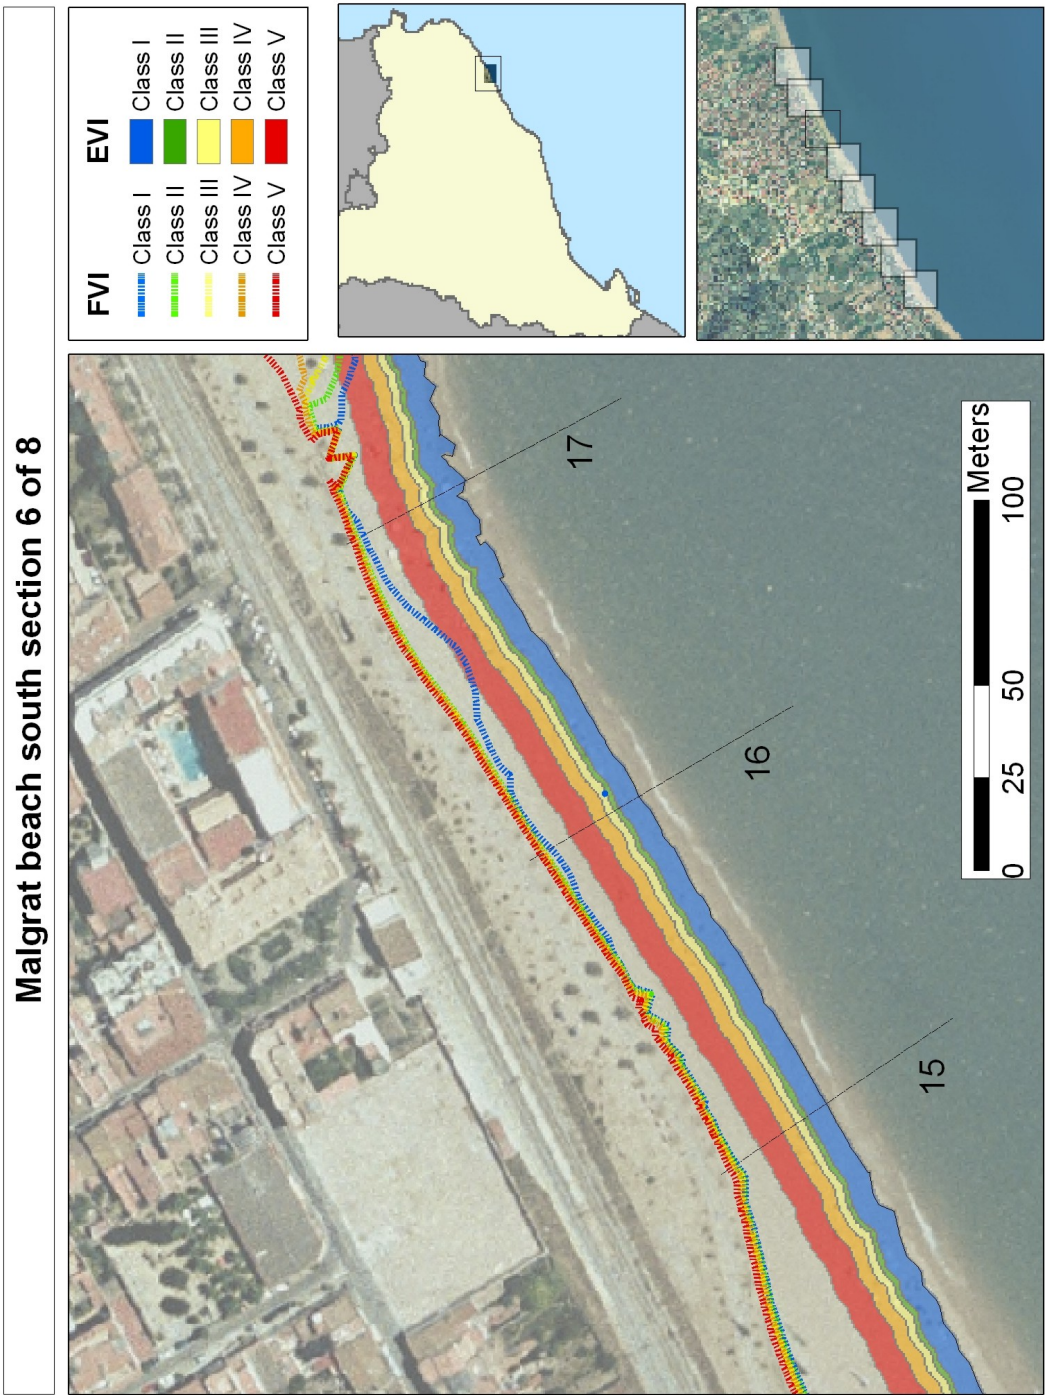 Malgrat beach south section 6 of 8
FVI EVI
Class I Class I
Class II Class II
Class III Class III
Class IV Class IV
Class V Class V
17
16
15
0 25 50 100
Meters